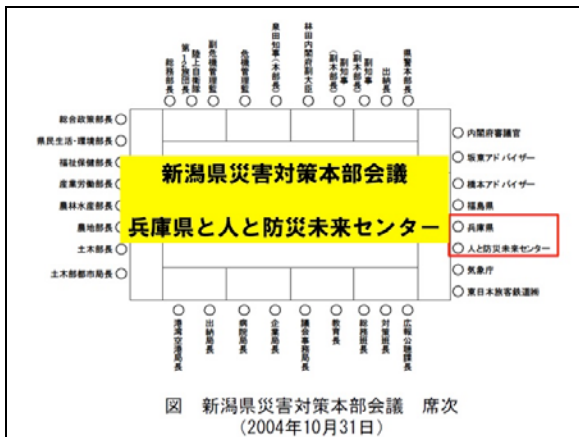 総務部長
陸上自衛隊
第12旅団長
副危機管理監
危機管理監
泉田知事(本部長)
林田内閣府副大臣
副知事
(副本部長)
副知事
(副本部長)
出納長
県警本部長
総合政策部長
県民生活・環境部長
福祉保健部長
産業労働部長
農林水産部長
農地部長
土木部長
土木部都市局長
新潟県災害対策本部会議
兵庫県と人と防災未来センター
内閣府審議官
坂東アドバイザー
橋本アドバイザー
福島県
兵庫県
人と防災未来センター
気象庁
東日本旅客鉄道㈱
港湾空港局長
出納局長
病院局長
企業局長
議会事務局長
教育長
総務班長
対策班長
広報公聴課長
図 新潟県災害対策本部会議 席次
(2004年10月31日)